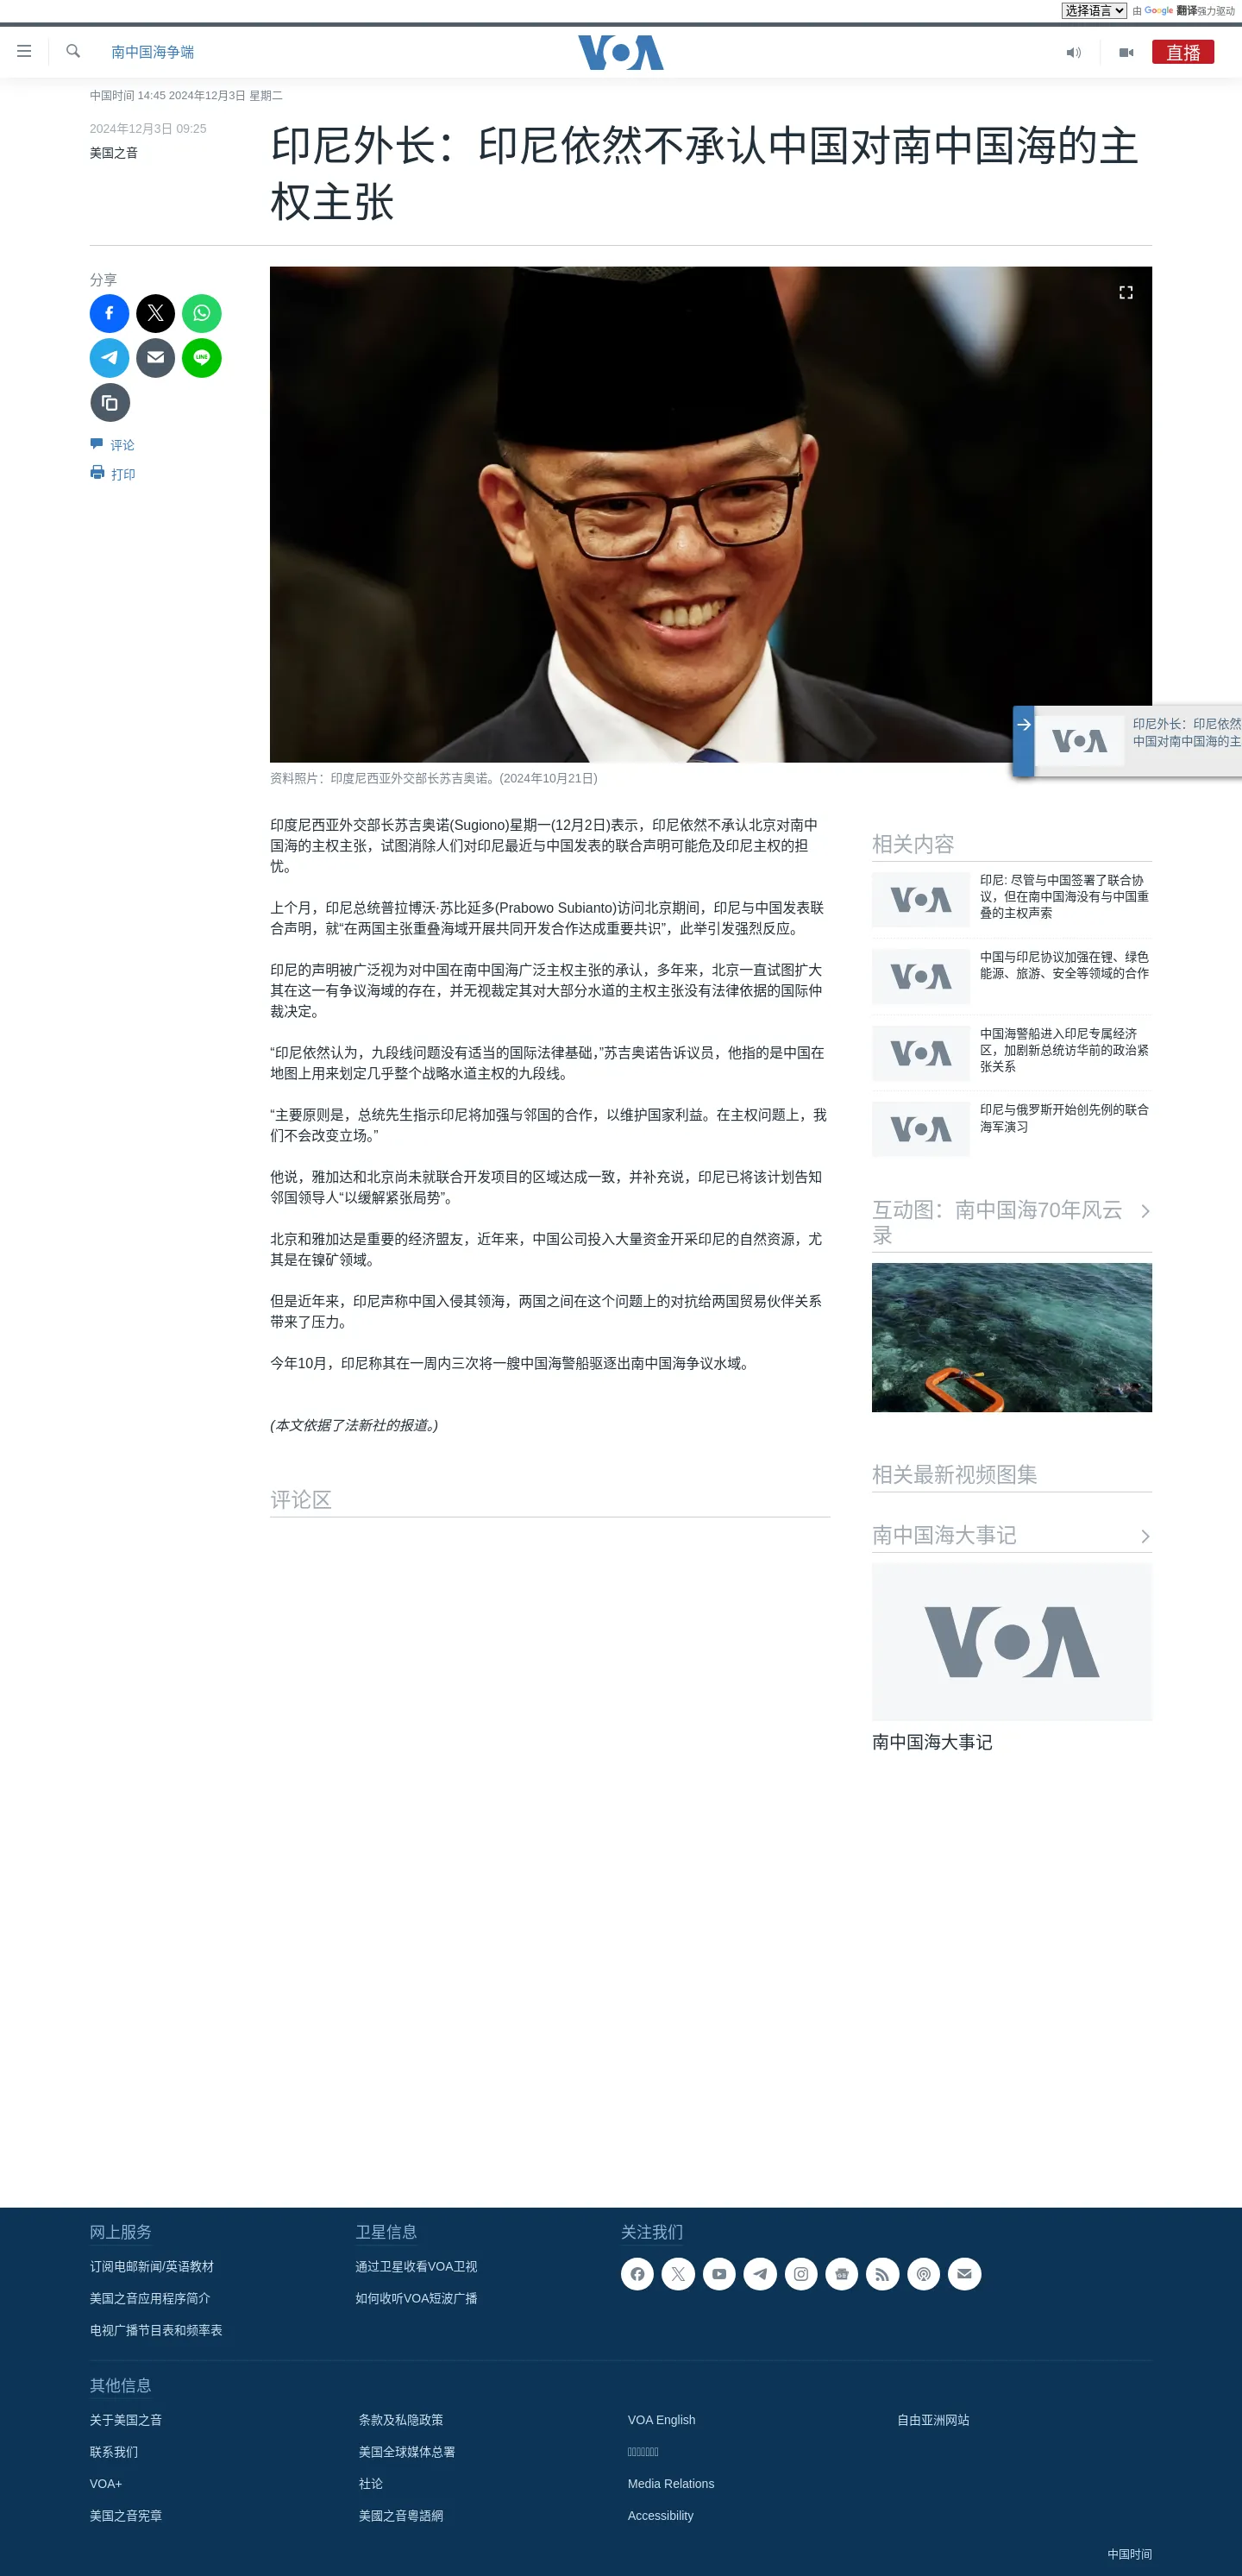 选择语言 由 Google 翻译强力驱动
南中国海争端
VOA
直播
中国时间 14:45 2024年12月3日 星期二
2024年12月3日 09:25
美国之音
印尼外长：印尼依然不承认中国对南中国海的主
权主张
分享
评论
打印
印尼外长：印尼依然
中国对南中国海的主
VOA
资料照片：印度尼西亚外交部长苏吉奥诺。(2024年10月21日)
印度尼西亚外交部长苏吉奥诺(Sugiono)星期一(12月2日)表示，印尼依然不承认北京对南中
国海的主权主张，试图消除人们对印尼最近与中国发表的联合声明可能危及印尼主权的担
忧。
上个月，印尼总统普拉博沃·苏比延多(Prabowo Subianto)访问北京期间，印尼与中国发表联
合声明，就“在两国主张重叠海域开展共同开发合作达成重要共识”，此举引发强烈反应。
印尼的声明被广泛视为对中国在南中国海广泛主权主张的承认，多年来，北京一直试图扩大
其在这一有争议海域的存在，并无视裁定其对大部分水道的主权主张没有法律依据的国际仲
裁决定。
“印尼依然认为，九段线问题没有适当的国际法律基础，”苏吉奥诺告诉议员，他指的是中国在
地图上用来划定几乎整个战略水道主权的九段线。
“主要原则是，总统先生指示印尼将加强与邻国的合作，以维护国家利益。在主权问题上，我
们不会改变立场。”
他说，雅加达和北京尚未就联合开发项目的区域达成一致，并补充说，印尼已将该计划告知
邻国领导人“以缓解紧张局势”。
北京和雅加达是重要的经济盟友，近年来，中国公司投入大量资金开采印尼的自然资源，尤
其是在镍矿领域。
但是近年来，印尼声称中国入侵其领海，两国之间在这个问题上的对抗给两国贸易伙伴关系
带来了压力。
今年10月，印尼称其在一周内三次将一艘中国海警船驱逐出南中国海争议水域。
(本文依据了法新社的报道。)
评论区
相关内容
VOA
印尼: 尽管与中国签署了联合协
议，但在南中国海没有与中国重
叠的主权声索
VOA
中国与印尼协议加强在锂、绿色
能源、旅游、安全等领域的合作
VOA
中国海警船进入印尼专属经济
区，加剧新总统访华前的政治紧
张关系
VOA
印尼与俄罗斯开始创先例的联合
海军演习
互动图：南中国海70年风云
录
相关最新视频图集
南中国海大事记
VOA
南中国海大事记
网上服务
订阅电邮新闻/英语教材
美国之音应用程序简介
电视广播节目表和频率表
卫星信息
通过卫星收看VOA卫视
如何收听VOA短波广播
关注我们
其他信息
关于美国之音
联系我们
VOA+
美国之音宪章
条款及私隐政策
美国全球媒体总署
社论
美國之音粵語網
VOA English
Media Relations
Accessibility
自由亚洲网站
中国时间